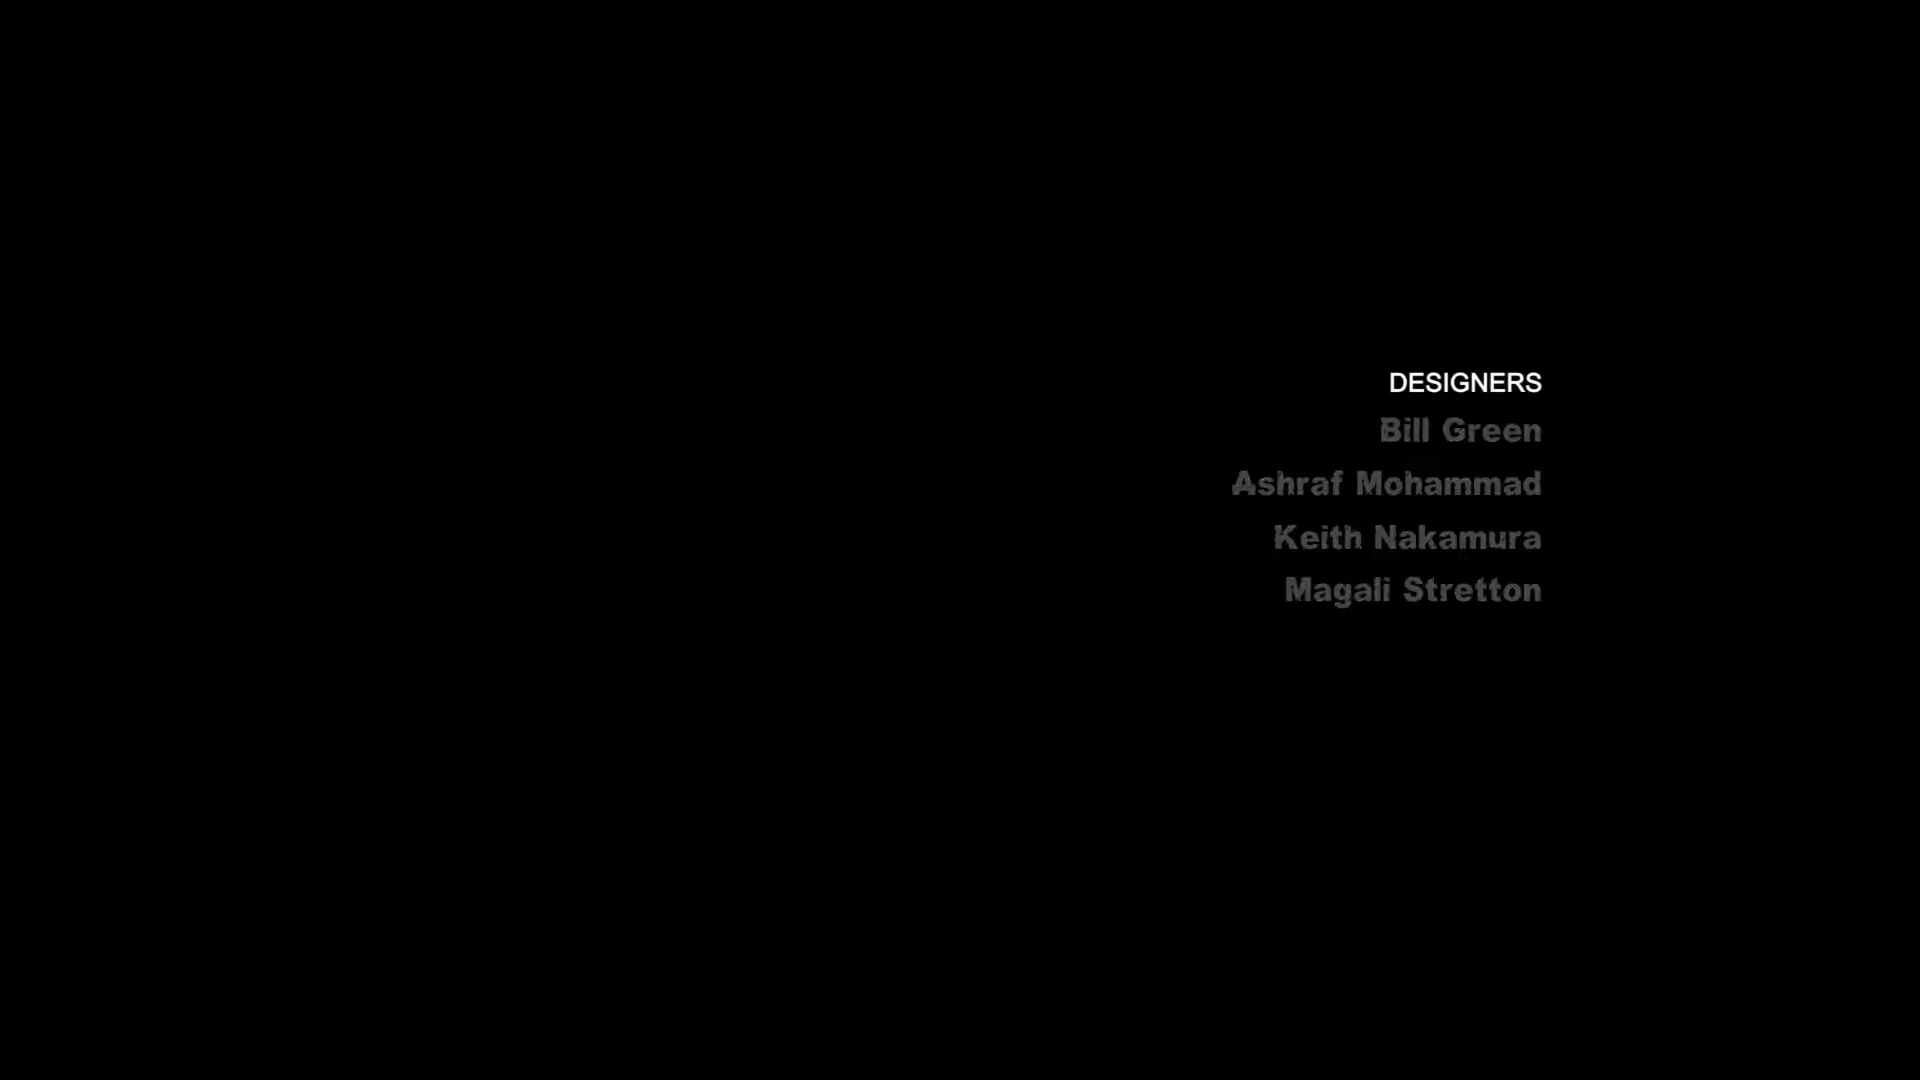 DESIGNERS
Bill Green
Ashraf Mohammad
Keith Nakamura
Magali Stretton